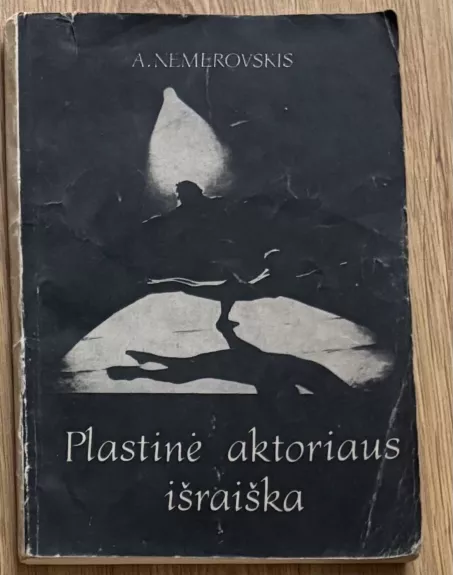 A. NEMEROVSKIS
Plastinė aktoriaus
išraiška